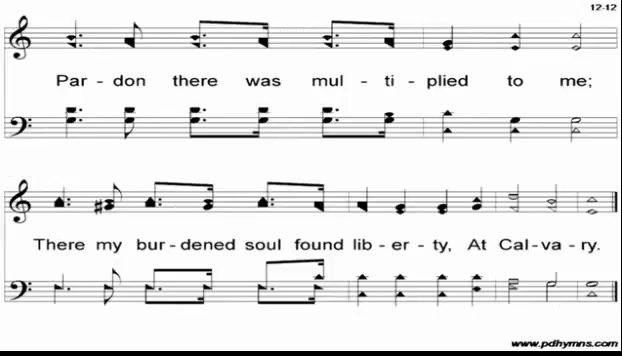 12-12
Par - don there was mul - ti - plied to me;
There my bur - dened soul found lib - er - ty, At Cal - va - ry.
www.pdhymns.com